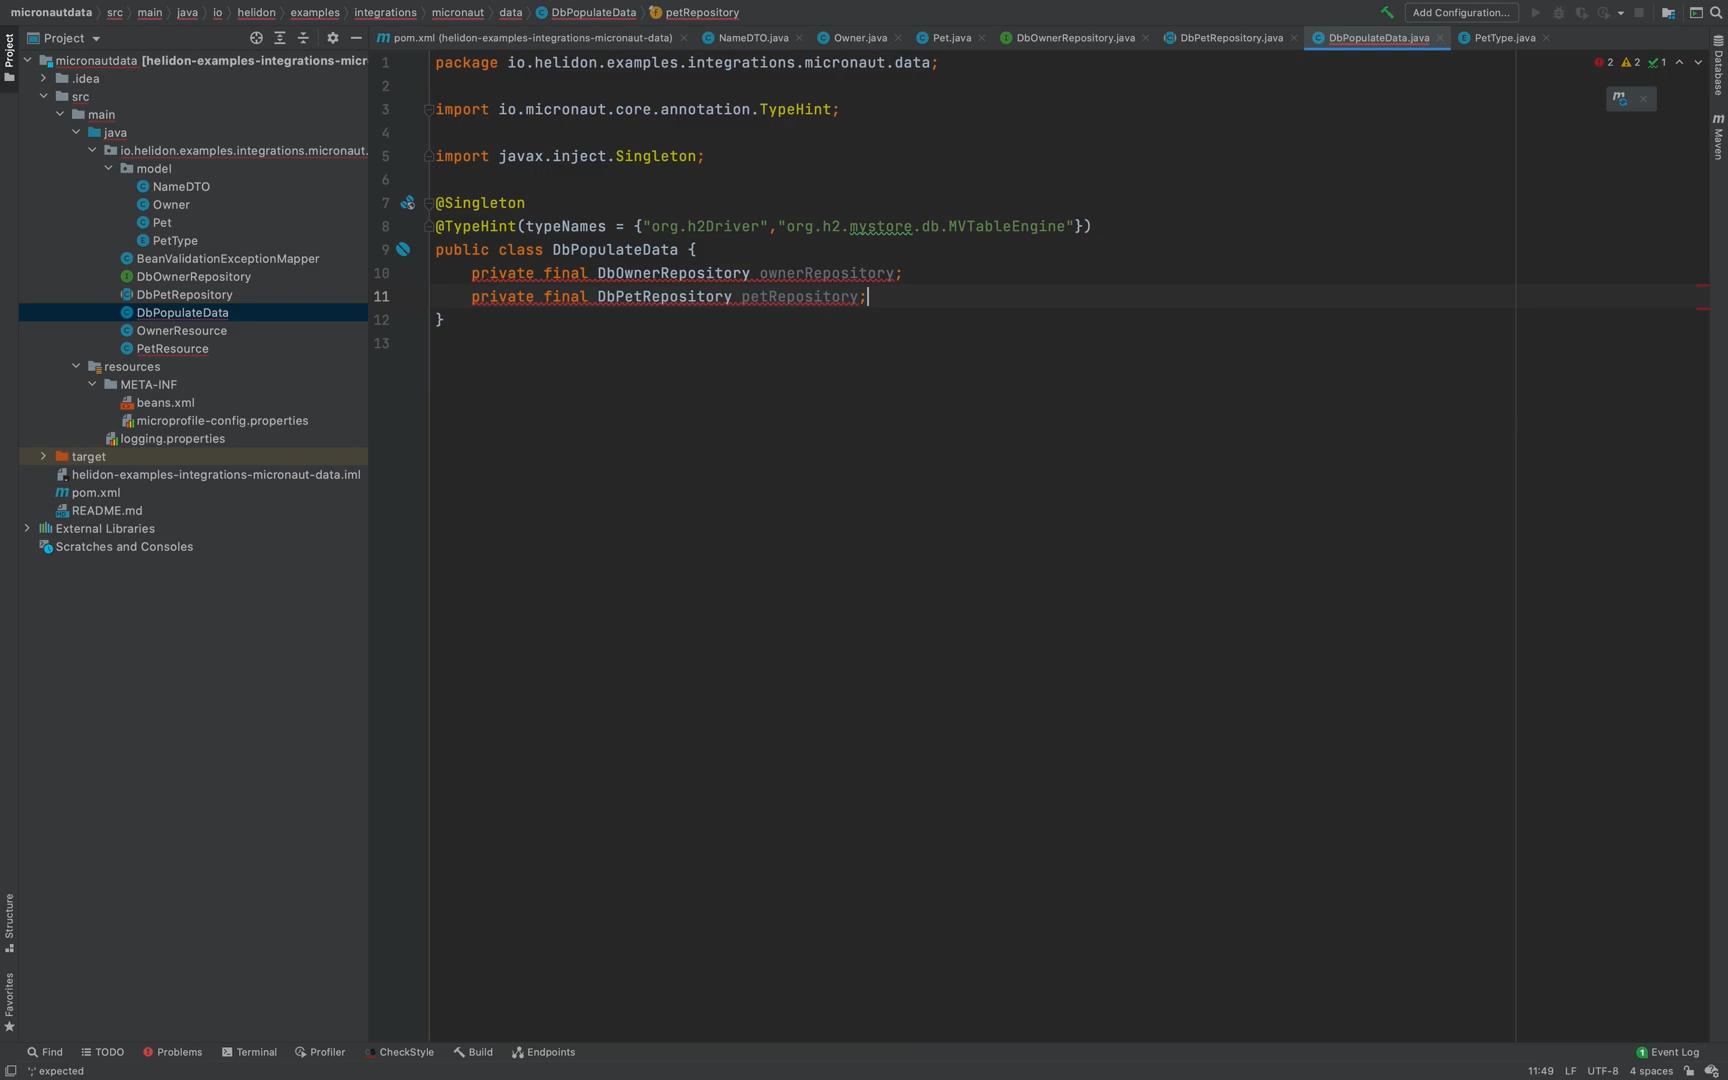 micronautdata src main java io helidon examples integrations micronaut data DbPopulateData petRepository Add Configuration...
Project
pom.xml (helidon-examples-integrations-micronaut-data) NameDTO.java Owner.java Pet.java DbOwnerRepository.java DbPetRepository.java DbPopulateData.java PetType.java
Project
micronautdata [helidon-examples-integrations-micr
.idea
src
main
java
io.helidon.examples.integrations.micronaut.
model
NameDTO
Owner
Pet
PetType
BeanValidationExceptionMapper
DbOwnerRepository
DbPetRepository
DbPopulateData
OwnerResource
PetResource
resources
META-INF
beans.xml
microprofile-config.properties
logging.properties
target
helidon-examples-integrations-micronaut-data.iml
pom.xml
README.md
External Libraries
Scratches and Consoles
1 package io.helidon.examples.integrations.micronaut.data;
2
3 import io.micronaut.core.annotation.TypeHint;
4
5 import javax.inject.Singleton;
6
7 @Singleton
8 @TypeHint(typeNames = {"org.h2Driver","org.h2.mystore.db.MVTableEngine"})
9 public class DbPopulateData {
10 private final DbOwnerRepository ownerRepository;
11 private final DbPetRepository petRepository;
12 }
13
2 2 1
Database
Maven
Structure
Favorites
Find TODO Problems Terminal Profiler CheckStyle Build Endpoints 1 Event Log
';' expected 11:49 LF UTF-8 4 spaces